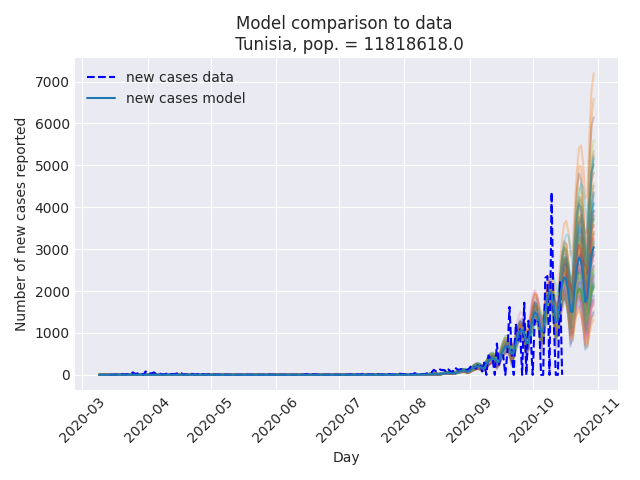 Model comparison to data
Tunisia, pop. = 11818618.0
new cases data
new cases model
Number of new cases reported
7000
6000
5000
4000
3000
2000
1000
0
2020-03
2020-04
2020-05
2020-06
2020-07
2020-08
2020-09
2020-10
2020-11
Day